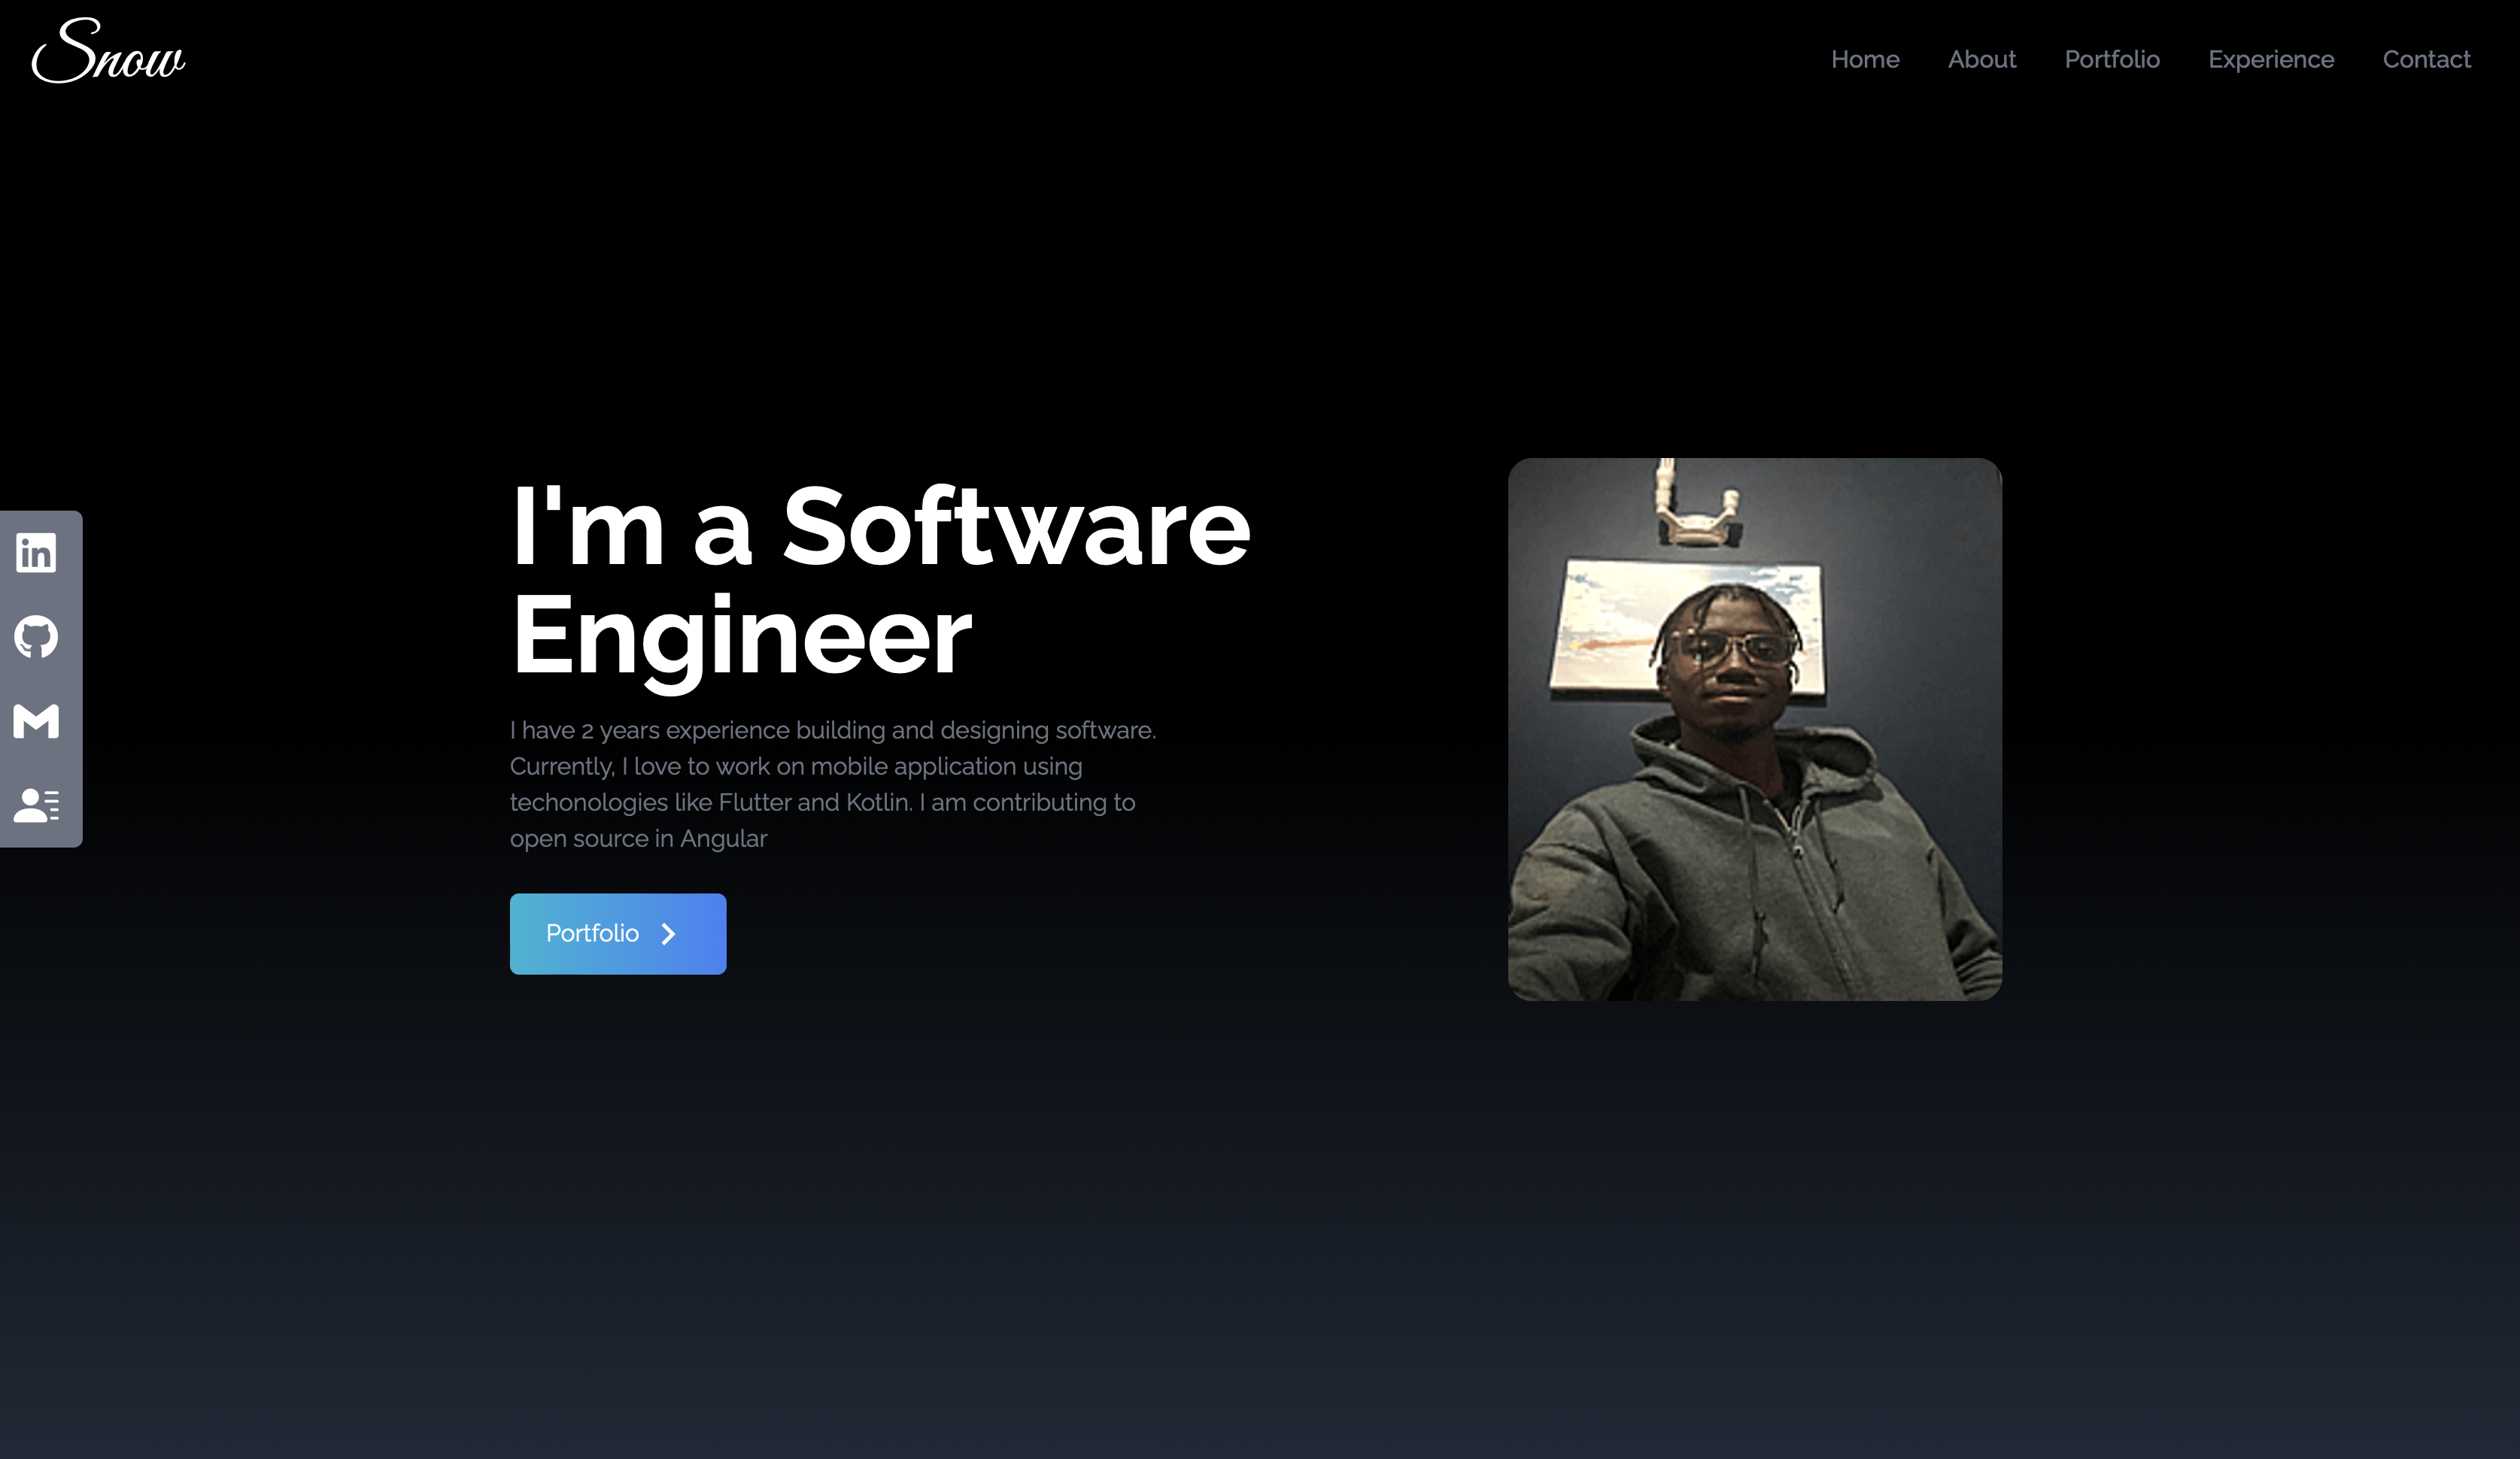 Snow
Home About Portfolio Experience Contact
I'm a Software
Engineer
in
I have 2 years experience building and designing software.
Currently, I love to work on mobile application using
techonologies like Flutter and Kotlin. I am contributing to
open source in Angular
Portfolio